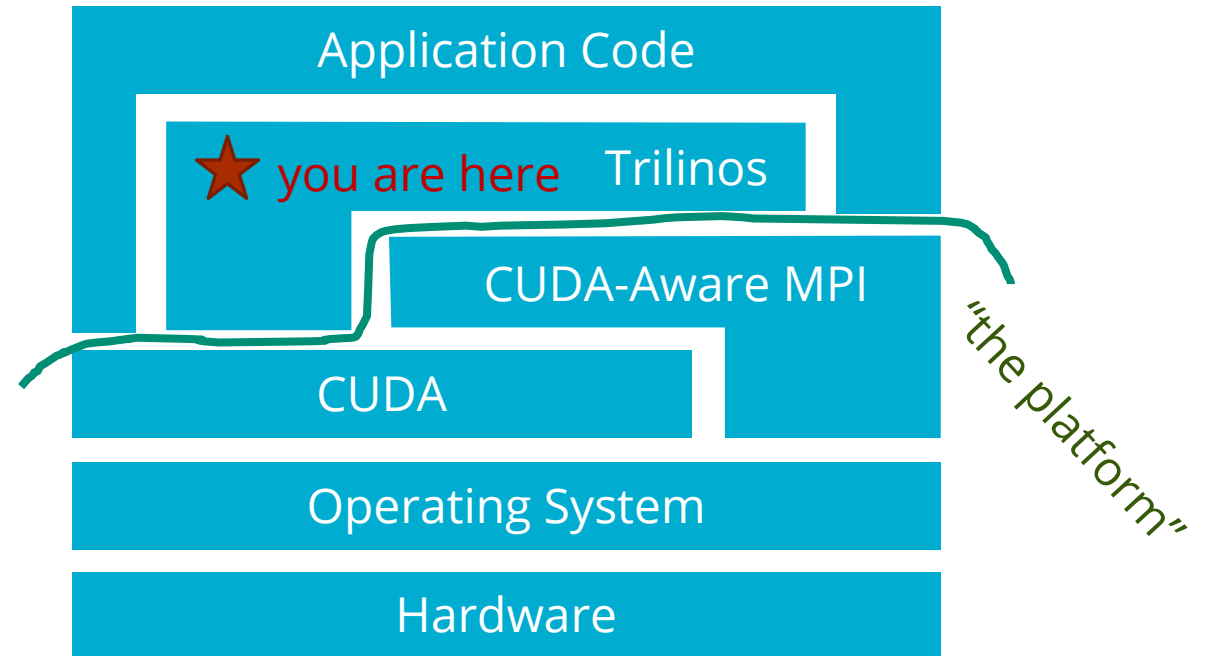 Application Code
you are here
Trilinos
CUDA-Aware MPI
"the platform"
CUDA
Operating System
Hardware